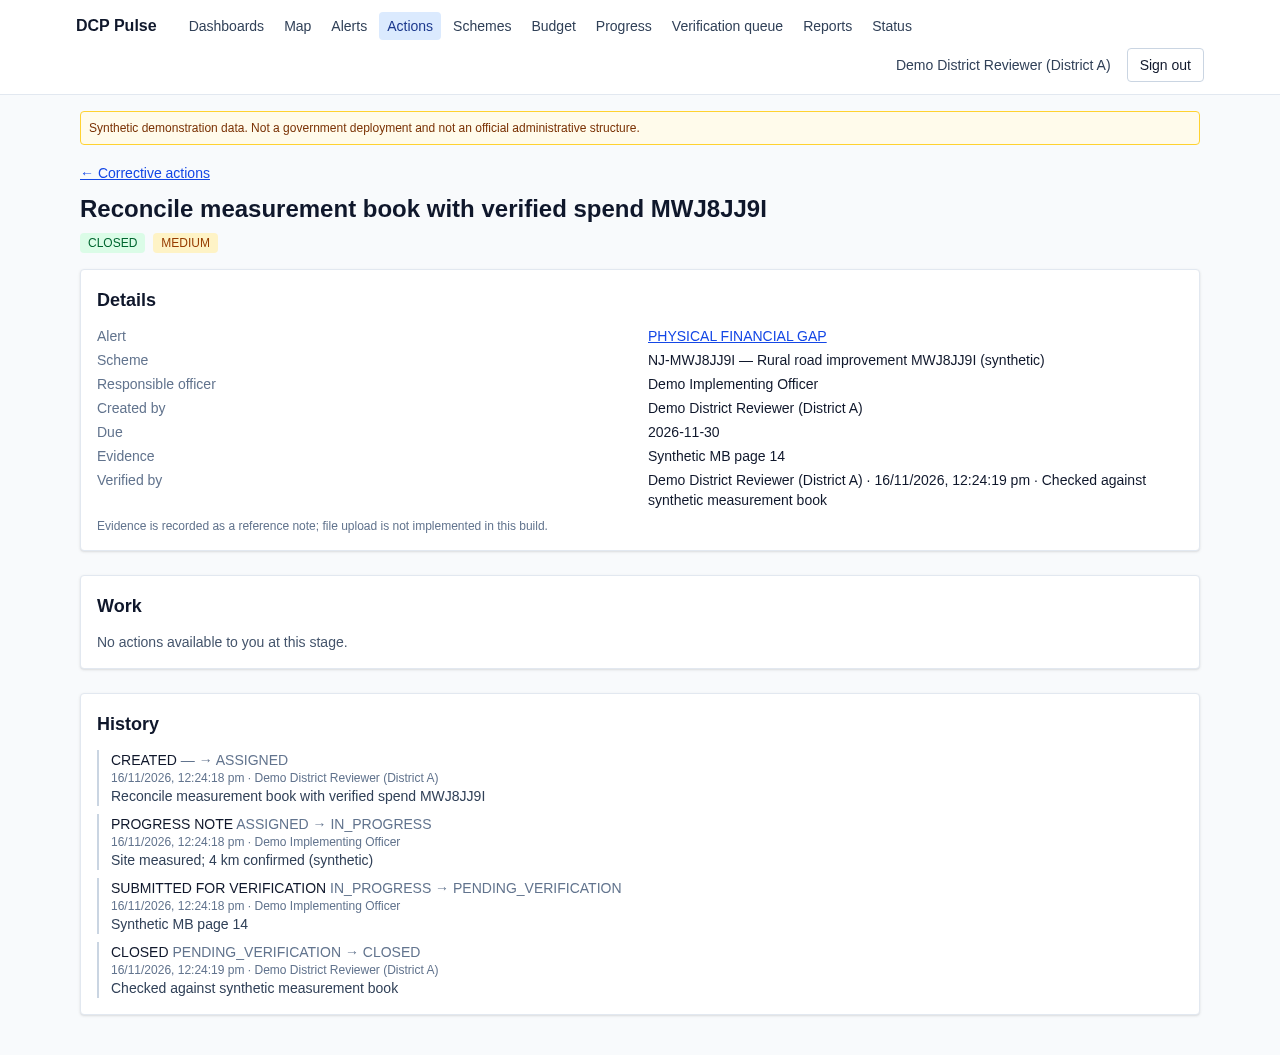 DCP Pulse
Dashboards Map Alerts Actions Schemes Budget Progress Verification queue Reports Status
Demo District Reviewer (District A) Sign out
Synthetic demonstration data. Not a government deployment and not an official administrative structure.
← Corrective actions
Reconcile measurement book with verified spend MWJ8JJ9I
CLOSED MEDIUM
Details
Alert PHYSICAL FINANCIAL GAP
Scheme NJ-MWJ8JJ9I — Rural road improvement MWJ8JJ9I (synthetic)
Responsible officer Demo Implementing Officer
Created by Demo District Reviewer (District A)
Due 2026-11-30
Evidence Synthetic MB page 14
Verified by Demo District Reviewer (District A) · 16/11/2026, 12:24:19 pm · Checked against
synthetic measurement book
Evidence is recorded as a reference note; file upload is not implemented in this build.
Work
No actions available to you at this stage.
History
CREATED — → ASSIGNED
16/11/2026, 12:24:18 pm · Demo District Reviewer (District A)
Reconcile measurement book with verified spend MWJ8JJ9I
PROGRESS NOTE ASSIGNED → IN_PROGRESS
16/11/2026, 12:24:18 pm · Demo Implementing Officer
Site measured; 4 km confirmed (synthetic)
SUBMITTED FOR VERIFICATION IN_PROGRESS → PENDING_VERIFICATION
16/11/2026, 12:24:18 pm · Demo Implementing Officer
Synthetic MB page 14
CLOSED PENDING_VERIFICATION → CLOSED
16/11/2026, 12:24:19 pm · Demo District Reviewer (District A)
Checked against synthetic measurement book